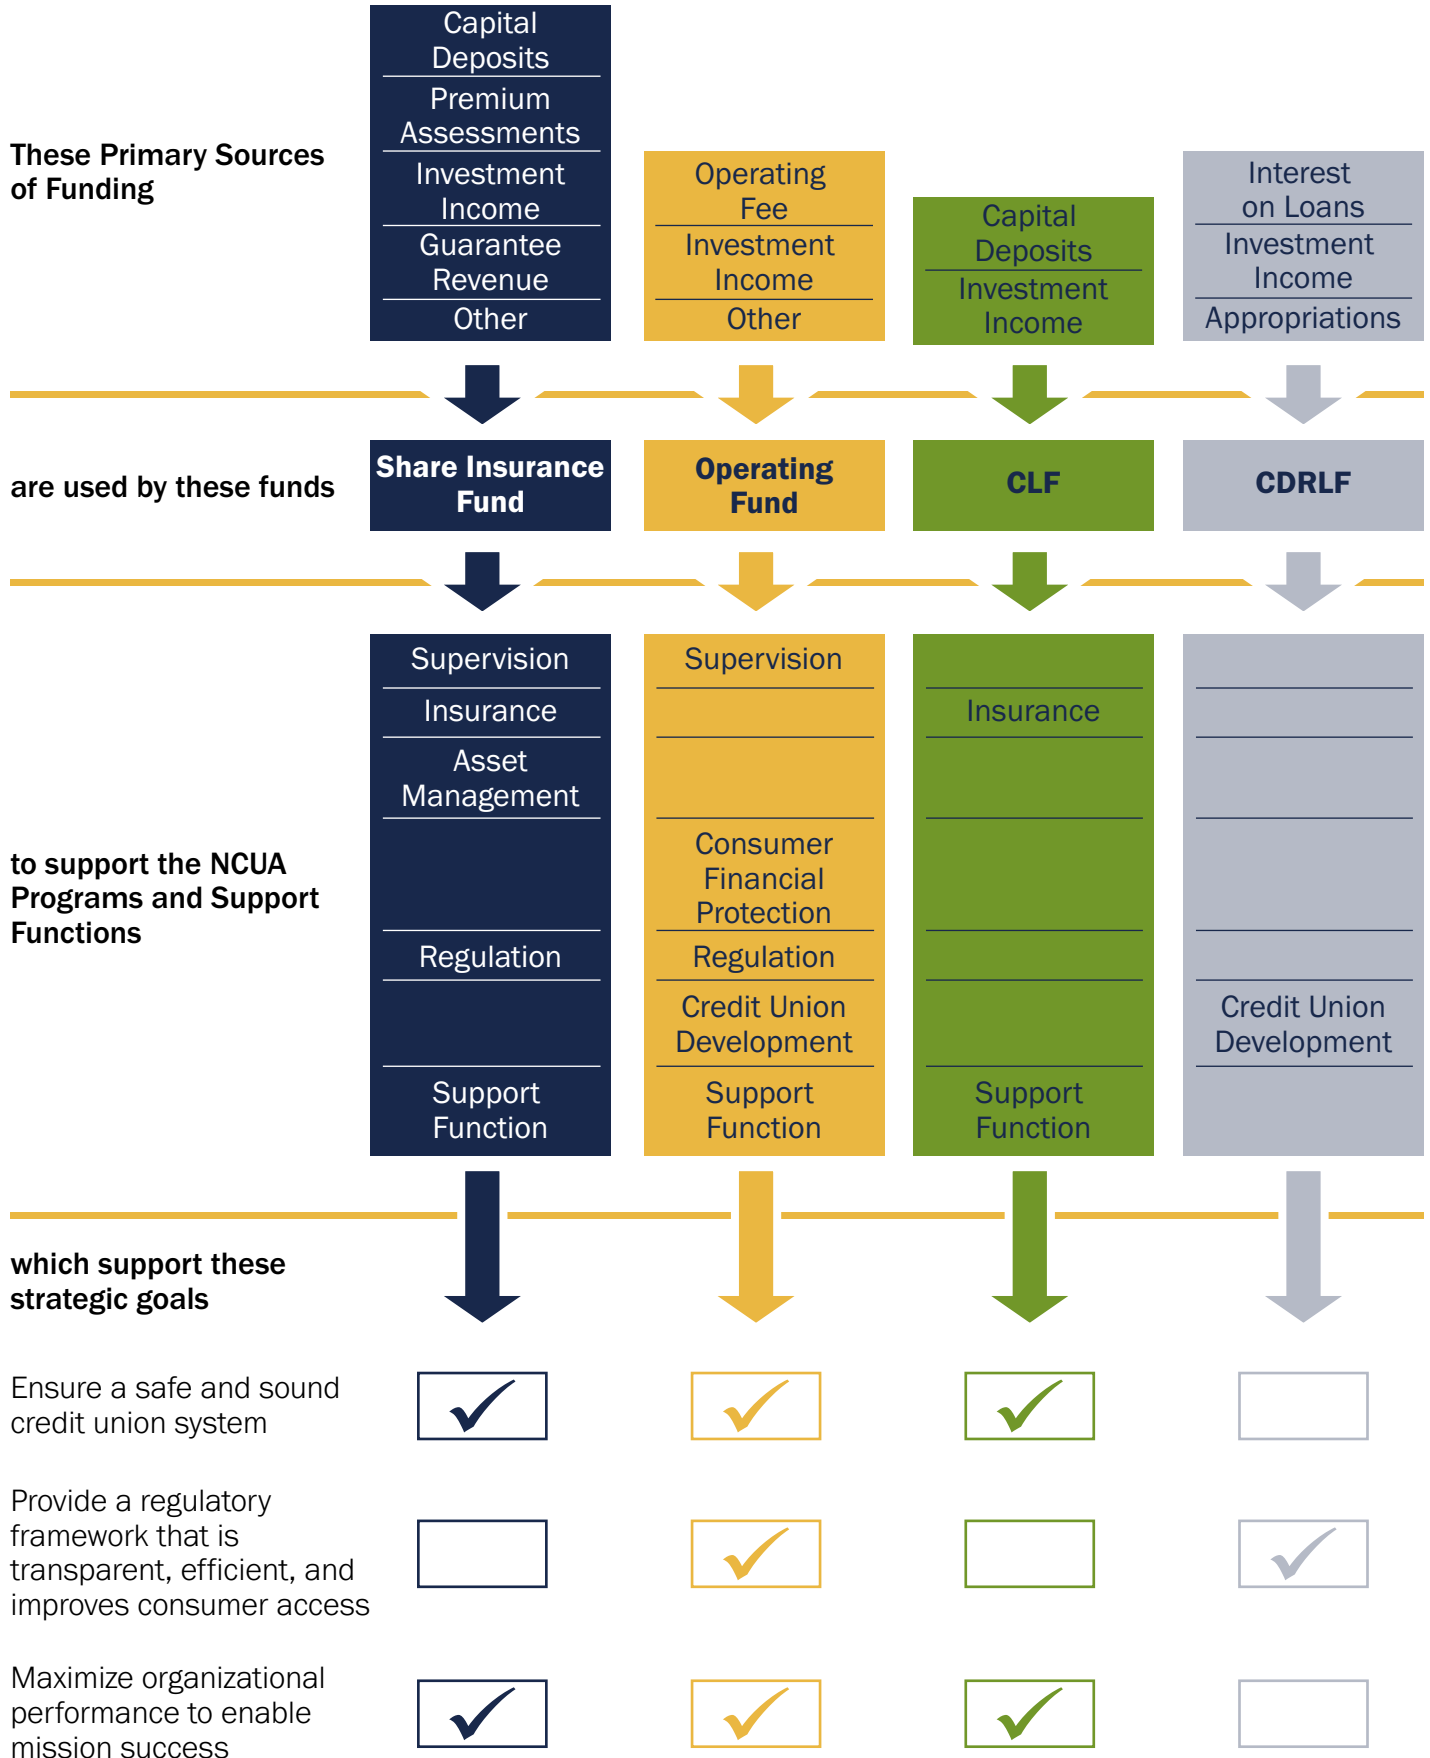 These Primary Sources
of Funding
Capital
Deposits
Premium
Assessments
Investment
Income
Guarantee
Revenue
Other
Operating
Fee
Investment
Income
Other
Capital
Deposits
Investment
Income
Interest
on Loans
Investment
Income
Appropriations
are used by these funds
Share Insurance
Fund
Operating
Fund
CLF
CDRLF
to support the NCUA
Programs and Support
Functions
Supervision
Insurance
Asset
Management
Regulation
Support
Function
Supervision
Consumer
Financial
Protection
Regulation
Credit Union
Development
Support
Function
Insurance
Support
Function
Credit Union
Development
which support these
strategic goals
Ensure a safe and sound
credit union system
Provide a regulatory
framework that is
transparent, efficient, and
improves consumer access
Maximize organizational
performance to enable
mission success